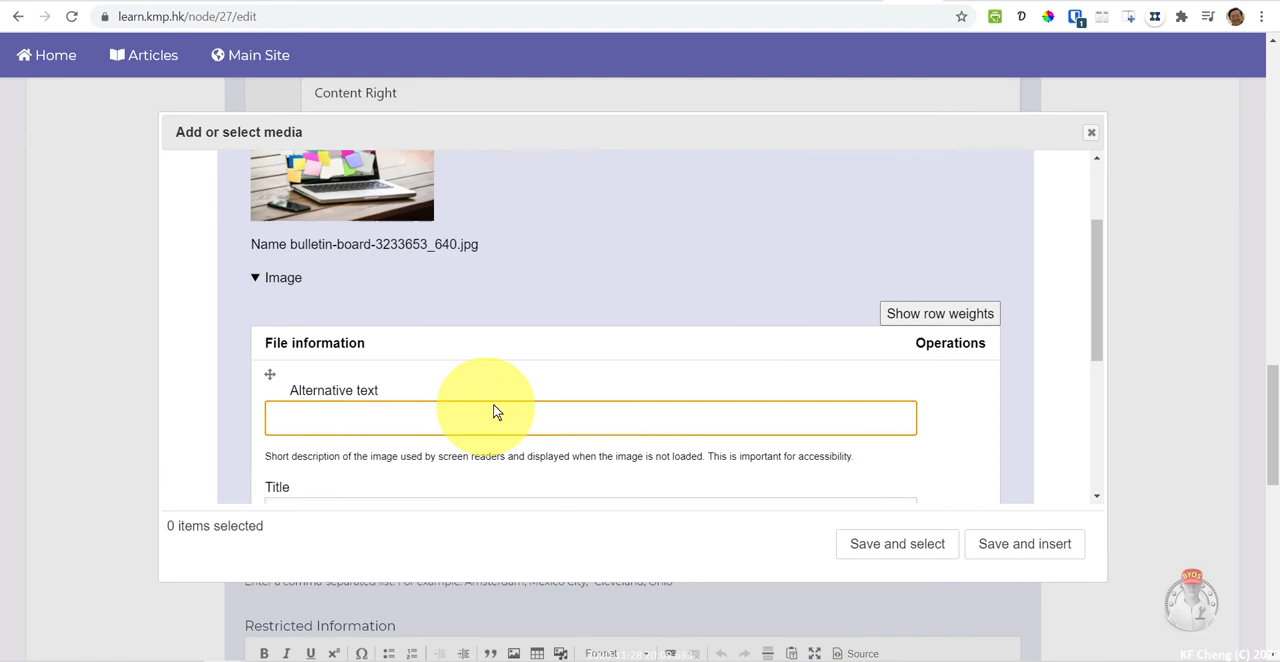 learn.kmp.hk/node/27/edit
1
Home Articles Main Site
Content Right
Add or select media
Name bulletin-board-3233653_640.jpg
Image
Show row weights
File information Operations
Alternative text
Short description of the image used by screen readers and displayed when the image is not loaded. This is important for accessibility.
Title
0 items selected
Save and select Save and insert
Enter a comma-separated list. For example: Amsterdam, Mexico City, "Cleveland, Ohio"
BYOS
Restricted Information
Format Source
KF Cheng (C) 20